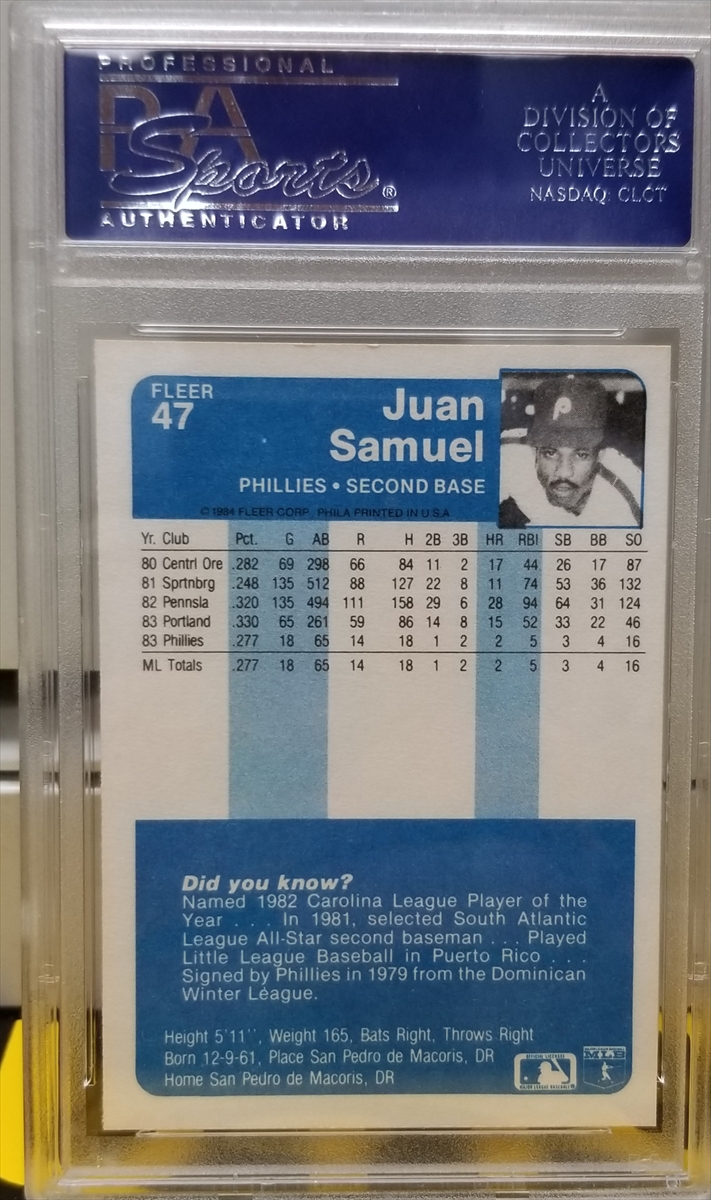 PROFESSIONAL
PSA
Sports®
AUTHENTICATOR
A
DIVISION OF
COLLECTORS
UNIVERSE
NASDAQ: CLCT
FLEER
47
Juan
Samuel
PHILLIES • SECOND BASE
© 1984 FLEER CORP. PHILA PRINTED IN U.S.A
P
Yr. Club Pct. G AB R H 2B 3B HR RBI SB BB SO
80 Centrl Ore .282 69 298 66 84 11 2 17 44 26 17 87
81 Sprtnbrg .248 135 512 88 127 22 8 11 74 53 36 132
82 Pennsla .320 135 494 111 158 29 6 28 94 64 31 124
83 Portland .330 65 261 59 86 14 8 15 52 33 22 46
83 Phillies .277 18 65 14 18 1 2 2 5 3 4 16
ML Totals .277 18 65 14 18 1 2 2 5 3 4 16
Did you know?
Named 1982 Carolina League Player of the
Year . . . In 1981, selected South Atlantic
League All-Star second baseman . . . Played
Little League Baseball in Puerto Rico . . .
Signed by Phillies in 1979 from the Dominican
Winter League.
Height 5'11'', Weight 165, Bats Right, Throws Right
Born 12-9-61, Place San Pedro de Macoris, DR
Home San Pedro de Macoris, DR